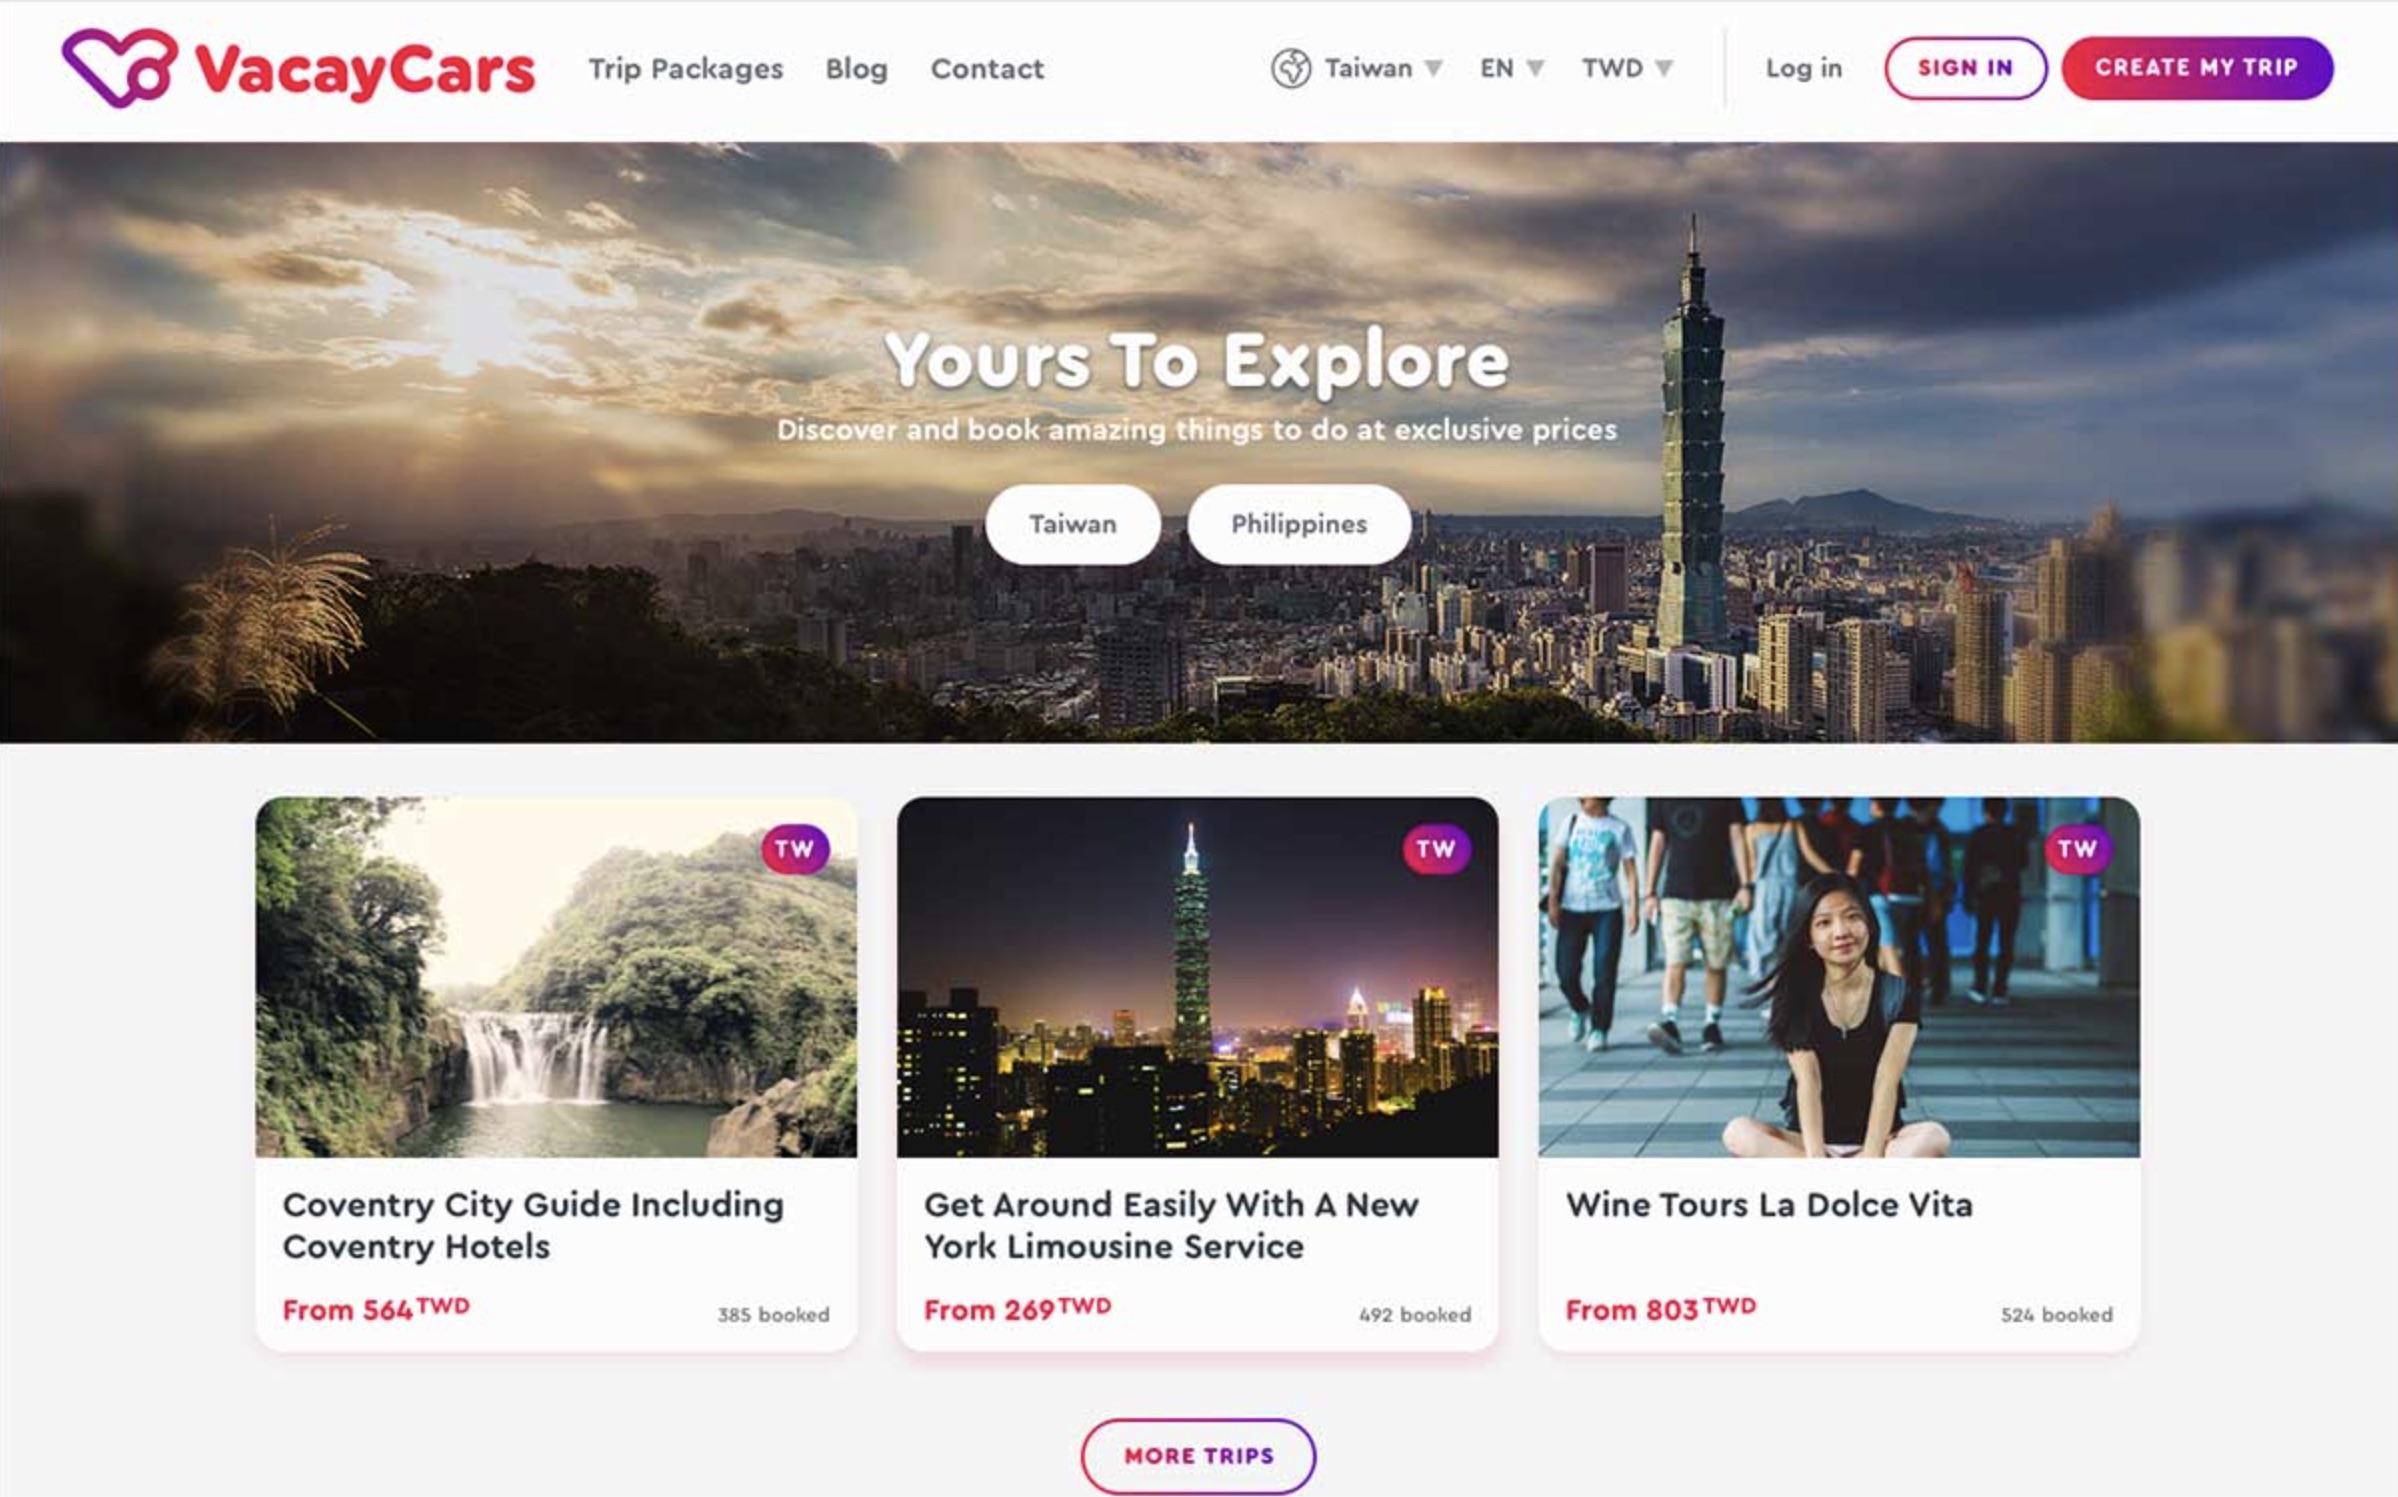 VacayCars
Trip Packages
Blog
Contact
Taiwan
EN
TWD
Log in
SIGN IN
CREATE MY TRIP
Yours To Explore
Discover and book amazing things to do at exclusive prices
Taiwan
Philippines
TW
Coventry City Guide Including
Coventry Hotels
From 564 TWD
385 booked
TW
Get Around Easily With A New
York Limousine Service
From 269 TWD
492 booked
TW
Wine Tours La Dolce Vita
From 803 TWD
524 booked
MORE TRIPS